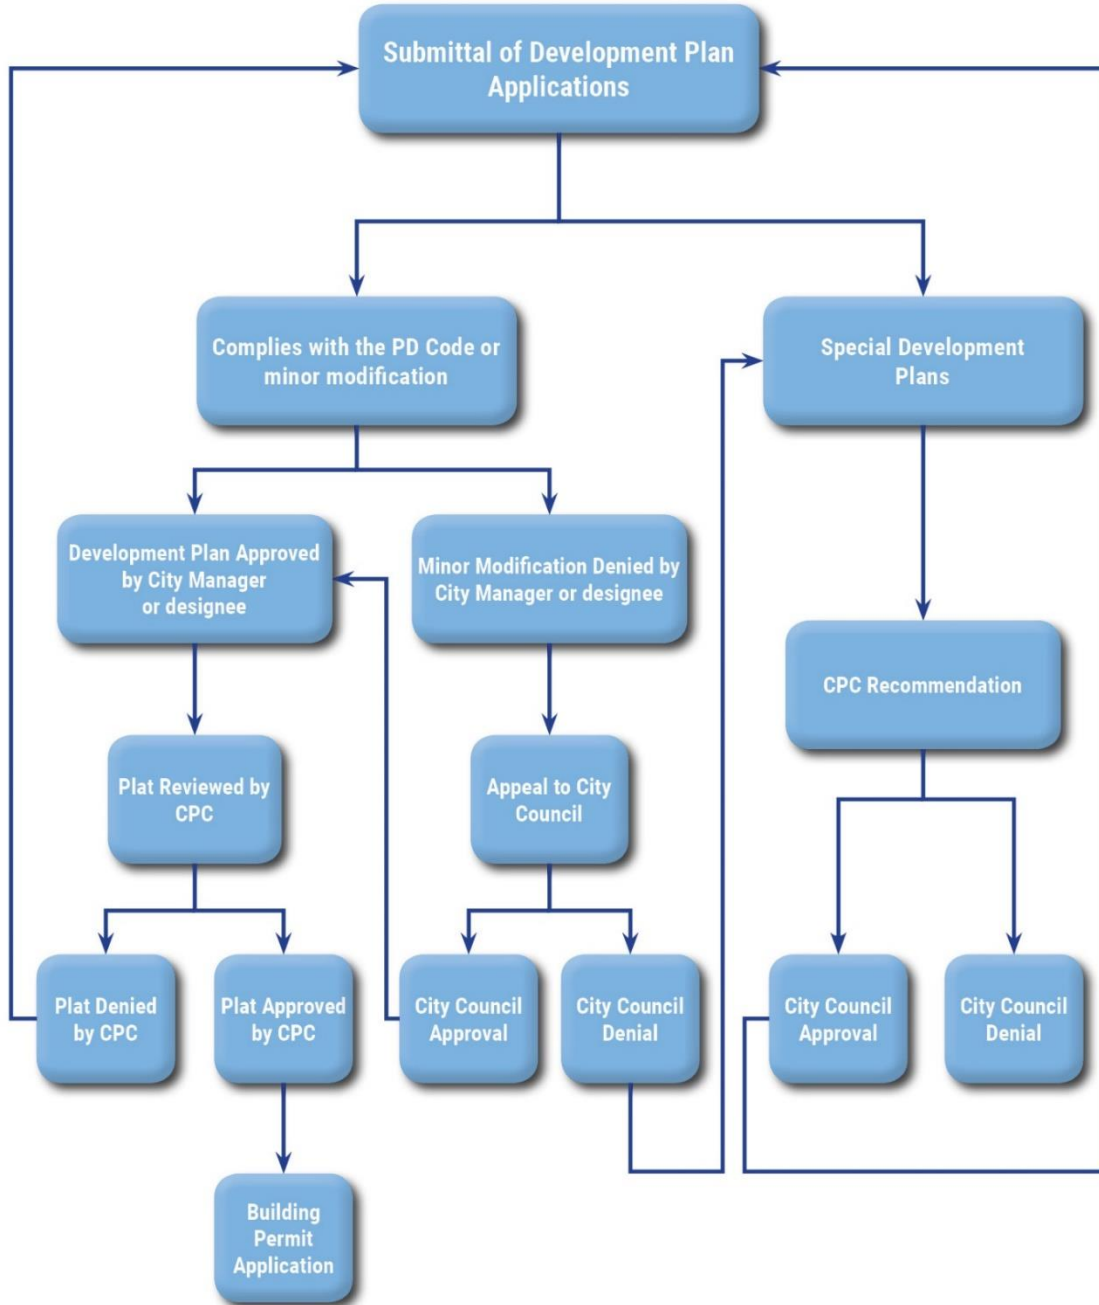 Submittal of Development Plan
Applications
Complies with the PD Code or
minor modification
Special Development
Plans
Development Plan Approved
by City Manager
or designee
Minor Modification Denied by
City Manager or designee
CPC Recommendation
Plat Reviewed by
CPC
Appeal to City
Council
Plat Denied
by CPC
Plat Approved
by CPC
City Council
Approval
City Council
Denial
City Council
Approval
City Council
Denial
Building
Permit
Application